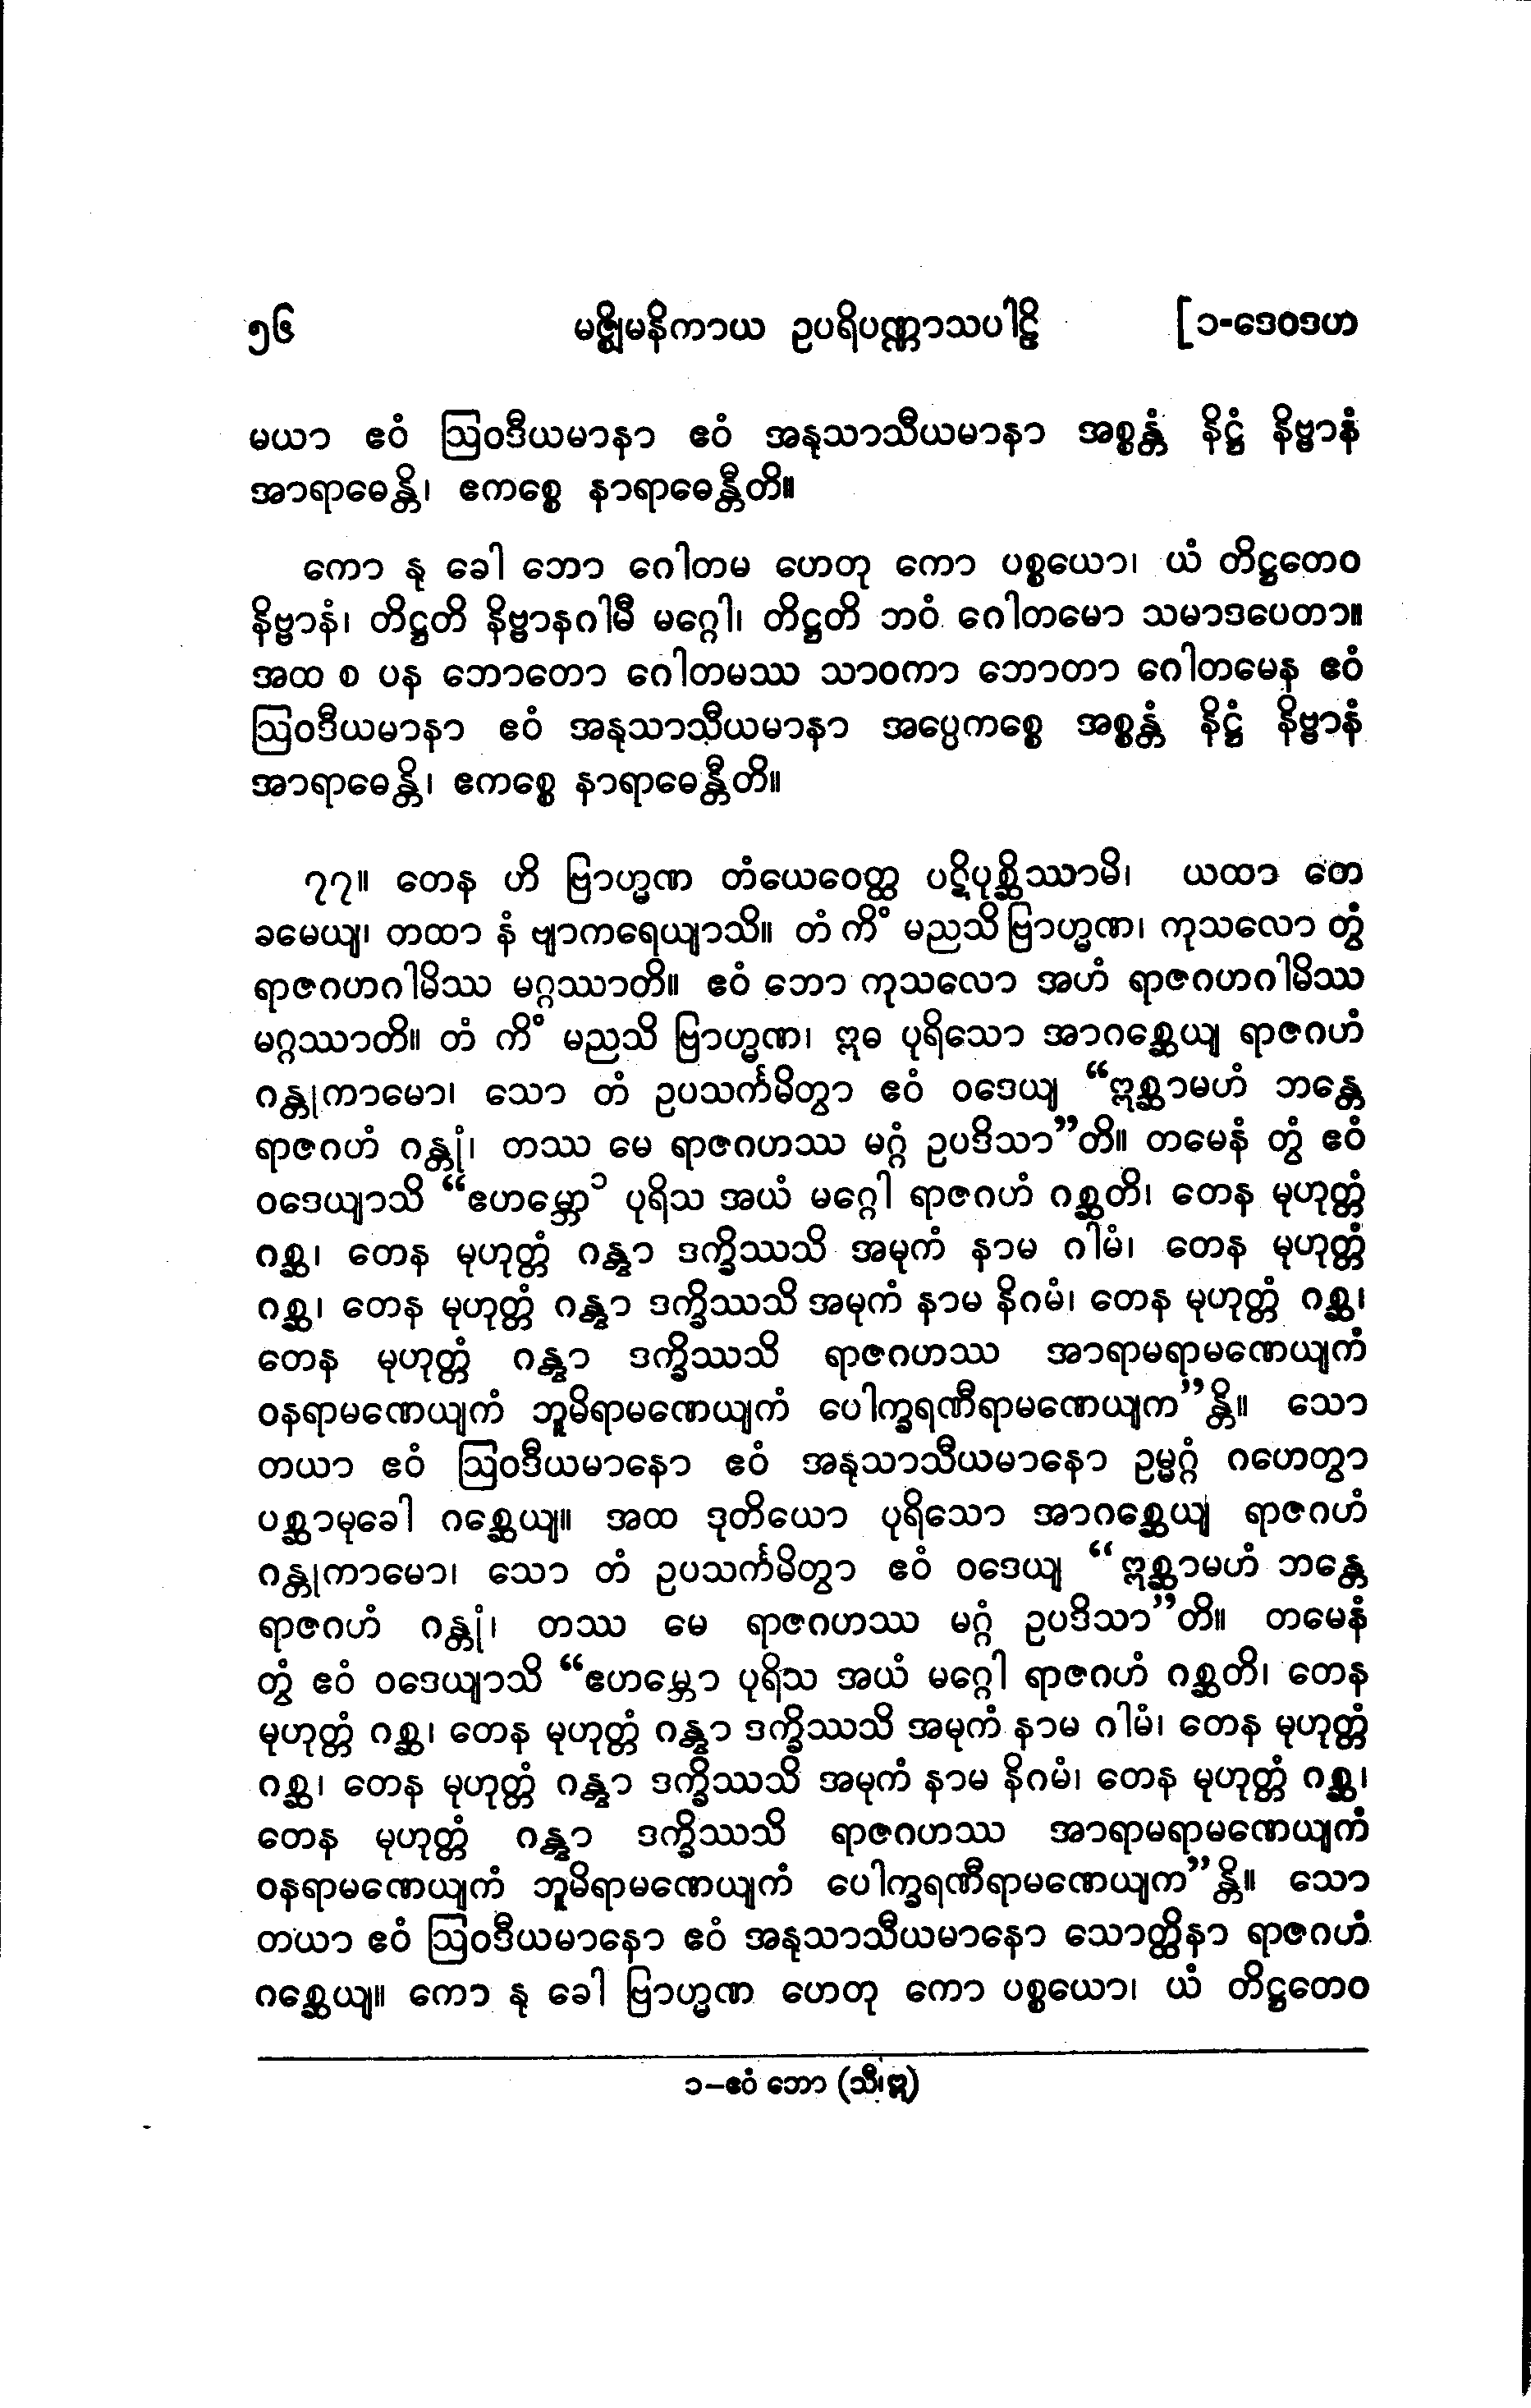 ၅၆ မဇ္ဈိမနိကာယ ဥပရိပဏ္ဏာသပါဠိ [၁-ဒေဝဒဟ
မယာ ဧဝံ ဩဝဒီယမာနာ ဧဝံ အနုသာသီယမာနာ အစ္စန္တံ နိဋ္ဌံ နိဗ္ဗာနံ
အာရာဓေန္တိ၊ ဧကစ္စေ နာရာဓေန္တီတိ။
ကော နု ခေါ ဘော ဂေါတမ ဟေတု ကော ပစ္စယော၊ ယံ တိဋ္ဌတေဝ
နိဗ္ဗာနံ၊ တိဋ္ဌတိ နိဗ္ဗာနဂါမီ မဂ္ဂေါ၊ တိဋ္ဌတိ ဘဝံ ဂေါတမော သမာဒပေတာ။
အထ စ ပန ဘောတော ဂေါတမဿ သာဝကာ ဘောတာ ဂေါတမေန ဧဝံ
ဩဝဒီယမာနာ ဧဝံ အနုသာသီယမာနာ အပ္ပေကစ္စေ အစ္စန္တံ နိဋ္ဌံ နိဗ္ဗာနံ
အာရာဓေန္တိ၊ ဧကစ္စေ နာရာဓေန္တီတိ။
၇၇။ တေန ဟိ ဗြာဟ္မဏ တံယေဝေတ္ထ ပဋိပုစ္ဆိဿာမိ၊ ယထာ တေ
ခမေယျ၊ တထာ နံ ဗျာကရေယျာသိ။ တံ ကိံ မညသိ ဗြာဟ္မဏ၊ ကုသလော တွံ
ရာဇဂဟဂါမိဿ မဂ္ဂဿာတိ။ ဧဝံ ဘော ကုသလော အဟံ ရာဇဂဟဂါမိဿ
မဂ္ဂဿာတိ။ တံ ကိံ မညသိ ဗြာဟ္မဏ၊ ဣဓ ပုရိသော အာဂစ္ဆေယျ ရာဇဂဟံ
ဂန္တုကာမော၊ သော တံ ဥပသင်္ကမိတွာ ဧဝံ ဝဒေယျ “ဣစ္ဆာမဟံ ဘန္တေ
ရာဇဂဟံ ဂန္တုံ၊ တဿ မေ ရာဇဂဟဿ မဂ္ဂံ ဥပဒိသာ”တိ။ တမေနံ တွံ ဧဝံ
ဝဒေယျာသိ “ဧဟမ္ဘော ၁ ပုရိသ အယံ မဂ္ဂေါ ရာဇဂဟံ ဂစ္ဆတိ၊ တေန မုဟုတ္တံ
ဂစ္ဆ၊ တေန မုဟုတ္တံ ဂန္တွာ ဒက္ခိဿသိ အမုကံ နာမ ဂါမံ၊ တေန မုဟုတ္တံ
ဂစ္ဆ၊ တေန မုဟုတ္တံ ဂန္တွာ ဒက္ခိဿသိ အမုကံ နာမ နိဂမံ၊ တေန မုဟုတ္တံ ဂစ္ဆ၊
တေန မုဟုတ္တံ ဂန္တွာ ဒက္ခိဿသိ ရာဇဂဟဿ အာရာမရာမဏေယျကံ
ဝနရာမဏေယျကံ ဘူမိရာမဏေယျကံ ပေါက္ခရဏီရာမဏေယျက”န္တိ။ သော
တယာ ဧဝံ ဩဝဒီယမာနော ဧဝံ အနုသာသီယမာနော ဥမ္မဂ္ဂံ ဂဟေတွာ
ပစ္ဆာမုခေါ ဂစ္ဆေယျ။ အထ ဒုတိယော ပုရိသော အာဂစ္ဆေယျ ရာဇဂဟံ
ဂန္တုကာမော၊ သော တံ ဥပသင်္ကမိတွာ ဧဝံ ဝဒေယျ “ဣစ္ဆာမဟံ ဘန္တေ
ရာဇဂဟံ ဂန္တုံ၊ တဿ မေ ရာဇဂဟဿ မဂ္ဂံ ဥပဒိသာ”တိ။ တမေနံ
တွံ ဧဝံ ဝဒေယျာသိ “ဧဟမ္ဘော ပုရိသ အယံ မဂ္ဂေါ ရာဇဂဟံ ဂစ္ဆတိ၊ တေန
မုဟုတ္တံ ဂစ္ဆ၊ တေန မုဟုတ္တံ ဂန္တွာ ဒက္ခိဿသိ အမုကံ နာမ ဂါမံ၊ တေန မုဟုတ္တံ
ဂစ္ဆ၊ တေန မုဟုတ္တံ ဂန္တွာ ဒက္ခိဿသိ အမုကံ နာမ နိဂမံ၊ တေန မုဟုတ္တံ ဂစ္ဆ၊
တေန မုဟုတ္တံ ဂန္တွာ ဒက္ခိဿသိ ရာဇဂဟဿ အာရာမရာမဏေယျကံ
ဝနရာမဏေယျကံ ဘူမိရာမဏေယျကံ ပေါက္ခရဏီရာမဏေယျက”န္တိ။ သော
တယာ ဧဝံ ဩဝဒီယမာနော ဧဝံ အနုသာသီယမာနော သောတ္ထိနာ ရာဇဂဟံ
ဂစ္ဆေယျ။ ကော နု ခေါ ဗြာဟ္မဏ ဟေတု ကော ပစ္စယော၊ ယံ တိဋ္ဌတေဝ
၁–ဧဝံ ဘော (သီ၊ဣ)